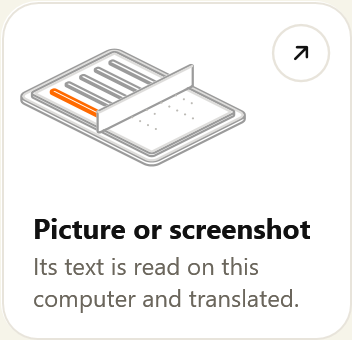 Picture or screenshot
Its text is read on this
computer and translated.